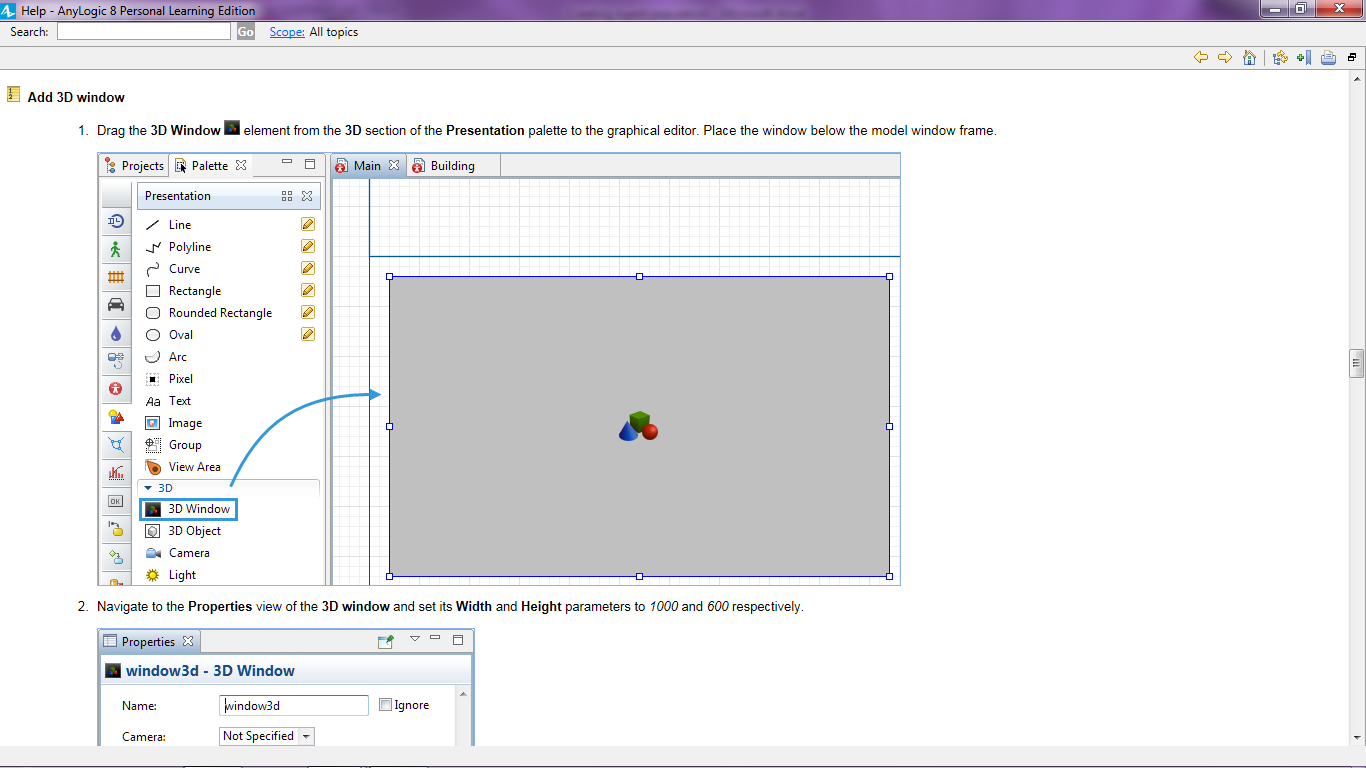 Help - AnyLogic 8 Personal Learning Edition
Search: Go Scope: All topics
Add 3D window
1. Drag the 3D Window element from the 3D section of the Presentation palette to the graphical editor. Place the window below the model window frame.
Projects Palette Main Building
Presentation
Line
Polyline
Curve
Rectangle
Rounded Rectangle
Oval
Arc
Pixel
Aa Text
Image
Group
View Area
3D
3D Window
OK
3D Object
Camera
Light
2. Navigate to the Properties view of the 3D window and set its Width and Height parameters to 1000 and 600 respectively.
Properties
window3d - 3D Window
Name: window3d Ignore
Camera: Not Specified